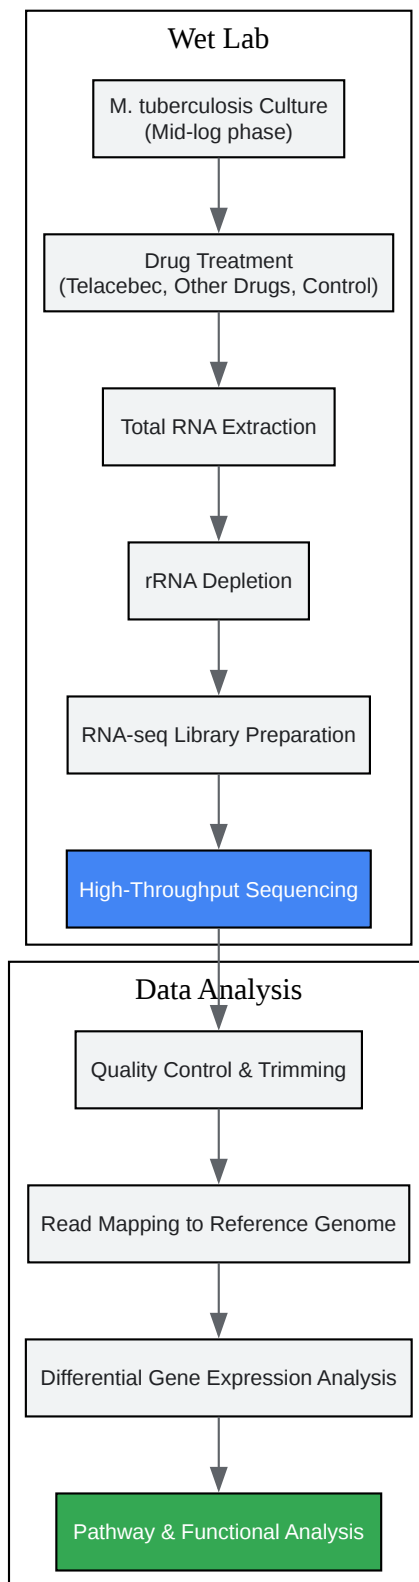 Wet Lab
M. tuberculosis Culture
(Mid-log phase)
Drug Treatment
(Telacebec, Other Drugs, Control)
Total RNA Extraction
rRNA Depletion
RNA-seq Library Preparation
High-Throughput Sequencing
Data Analysis
Quality Control & Trimming
Read Mapping to Reference Genome
Differential Gene Expression Analysis
Pathway & Functional Analysis